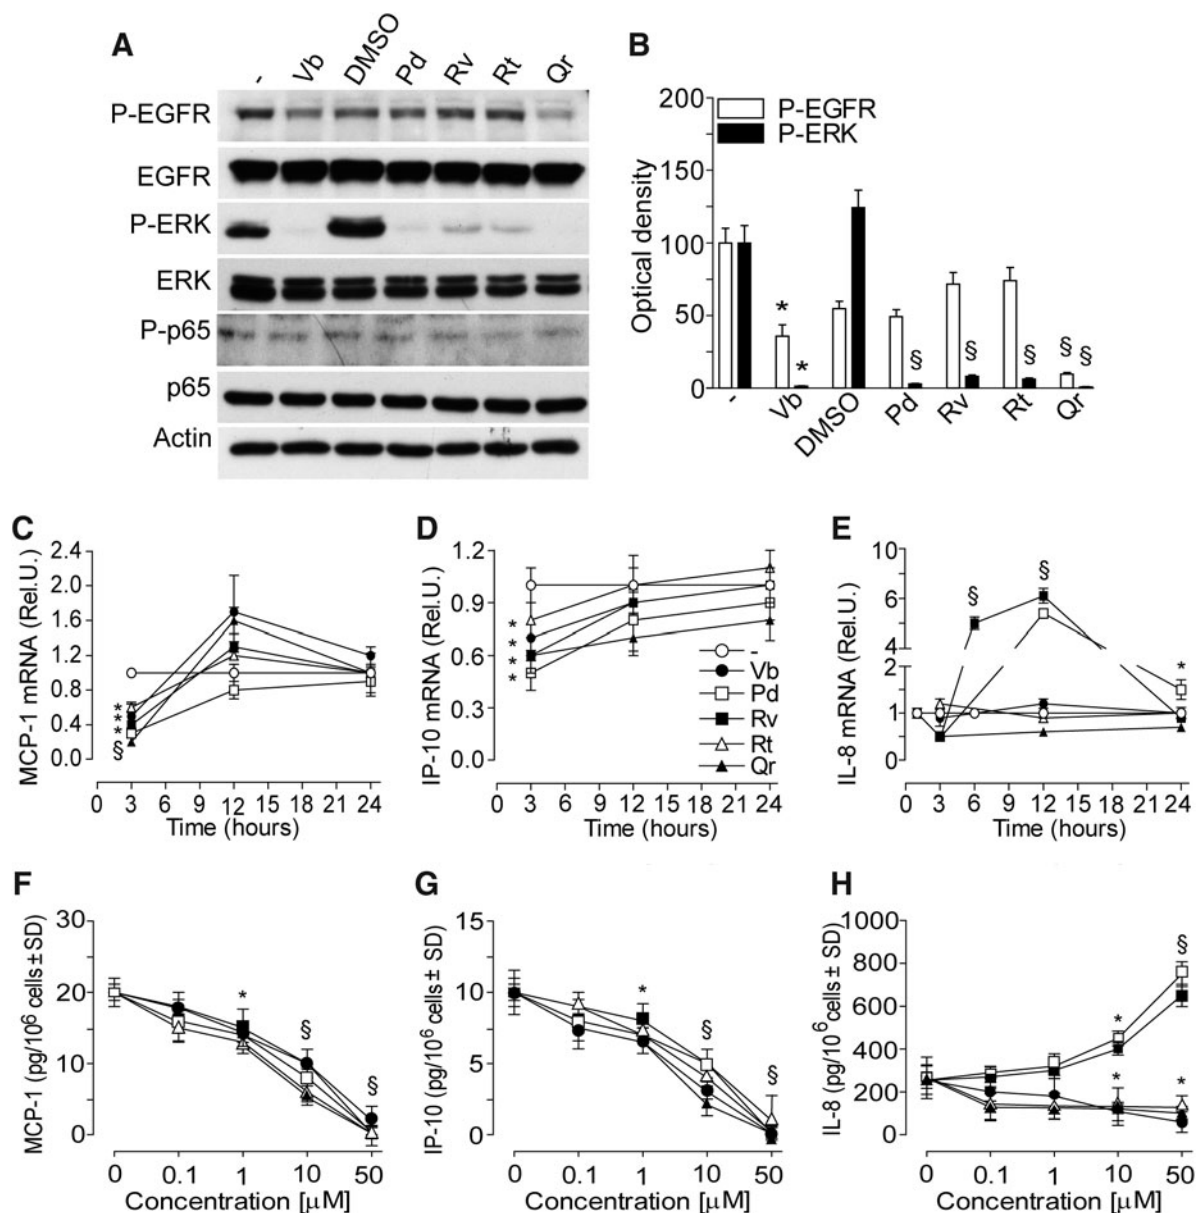 A
- Vb DMSO Pd Rv Rt Qr
P-EGFR
EGFR
P-ERK
ERK
P-p65
p65
Actin
B
200
150
100
50
0
Optical density
P-EGFR
P-ERK
* * § § § § §
- Vb DMSO Pd Rv Rt Qr
C
MCP-1 mRNA (Rel.U.)
2.4
2.0
1.6
1.2
0.8
0.4
0.0
*
*
*
§
0 3 6 9 12 15 18 21 24
Time (hours)
D
IP-10 mRNA (Rel.U.)
1.2
0.9
0.6
0.3
0.0
*
*
*
*
-
Vb
Pd
Rv
Rt
Qr
0 3 6 9 12 15 18 21 24
Time (hours)
E
IL-8 mRNA (Rel.U.)
10
8
6
4
2
1
0
§ § *
0 3 6 9 12 15 18 21 24
Time (hours)
F
MCP-1 (pg/10⁶ cells ± SD)
30
20
10
0
* § §
0 0.1 1 10 50
Concentration [μM]
G
IP-10 (pg/10⁶ cells ± SD)
15
10
5
0
* § §
0 0.1 1 10 50
Concentration [μM]
H
IL-8 (pg/10⁶ cells ± SD)
1000
800
600
400
200
0
* §
* *
0 0.1 1 10 50
Concentration [μM]